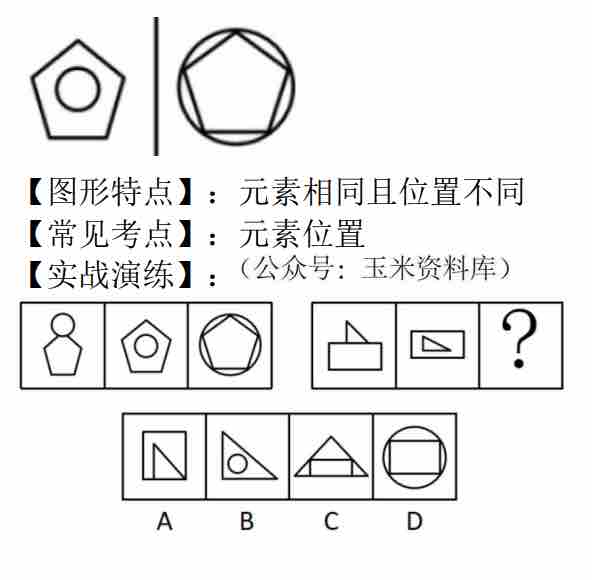 【图形特点】：元素相同且位置不同
【常见考点】：元素位置
【实战演练】：（公众号：玉米资料库）
?
A B C D